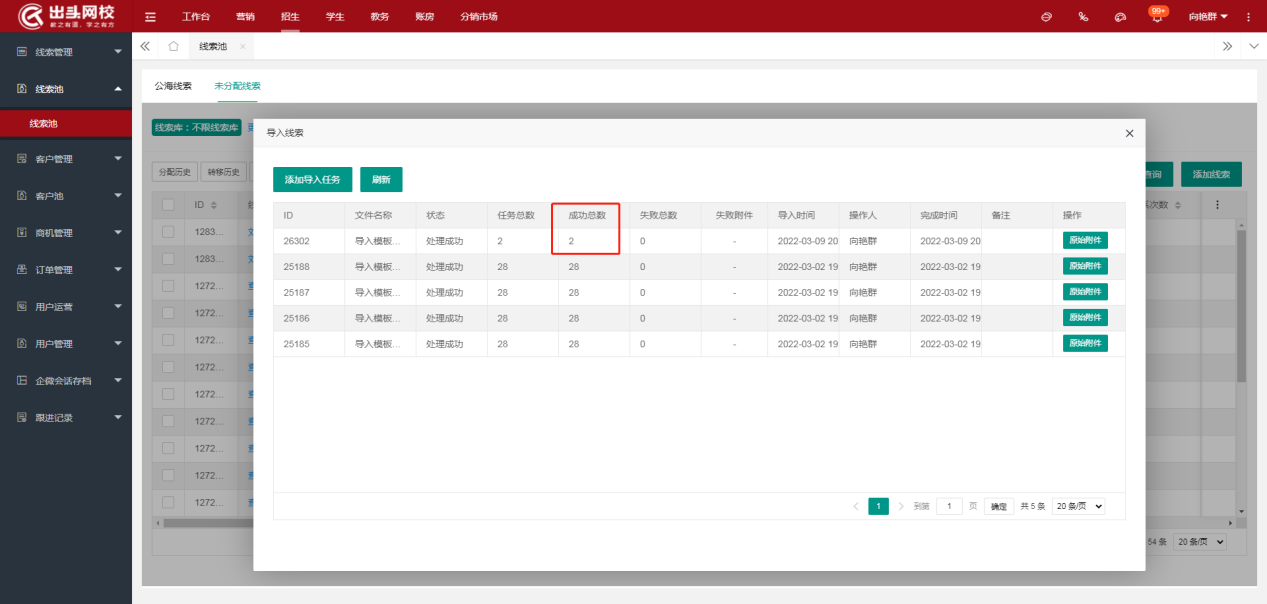 出头网校
教之有道，学之有方
工作台 营销 招生 学生 教务 账房 分销市场
99+
向艳群
线索管理
线索池
线索池
客户管理
客户池
商机管理
订单管理
用户运营
用户管理
企微会话存档
跟进记录
线索池
公海线索 未分配线索
线索库：不限线索库
分配历史 转移历史
查询 添加线索
ID
次数
1283...
1283...
1272...
1272...
1272...
1272...
1272...
1272...
1272...
1272...
1272...
54 条 20 条/页
导入线索
添加导入任务 刷新
ID 文件名称 状态 任务总数 成功总数 失败总数 失败附件 导入时间 操作人 完成时间 备注 操作
26302 导入模板... 处理成功 2 2 0 - 2022-03-09 20 向艳群 2022-03-09 20 原始附件
25188 导入模板... 处理成功 28 28 0 - 2022-03-02 19 向艳群 2022-03-02 19 原始附件
25187 导入模板... 处理成功 28 28 0 - 2022-03-02 19 向艳群 2022-03-02 19 原始附件
25186 导入模板... 处理成功 28 28 0 - 2022-03-02 19 向艳群 2022-03-02 19 原始附件
25185 导入模板... 处理成功 28 28 0 - 2022-03-02 19 向艳群 2022-03-02 19 原始附件
1 到第 1 页 确定 共 5 条 20 条/页